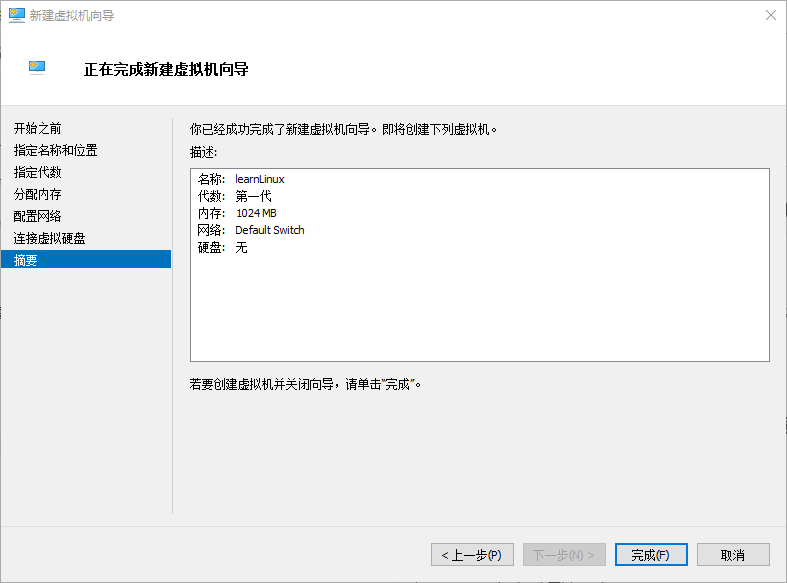 新建虚拟机向导
正在完成新建虚拟机向导
开始之前
指定名称和位置
指定代数
分配内存
配置网络
连接虚拟硬盘
摘要
你已经成功完成了新建虚拟机向导。即将创建下列虚拟机。
描述:
名称: learnLinux
代数: 第一代
内存: 1024 MB
网络: Default Switch
硬盘: 无
若要创建虚拟机并关闭向导，请单击"完成"。
< 上一步(P)
下一步(N) >
完成(F)
取消